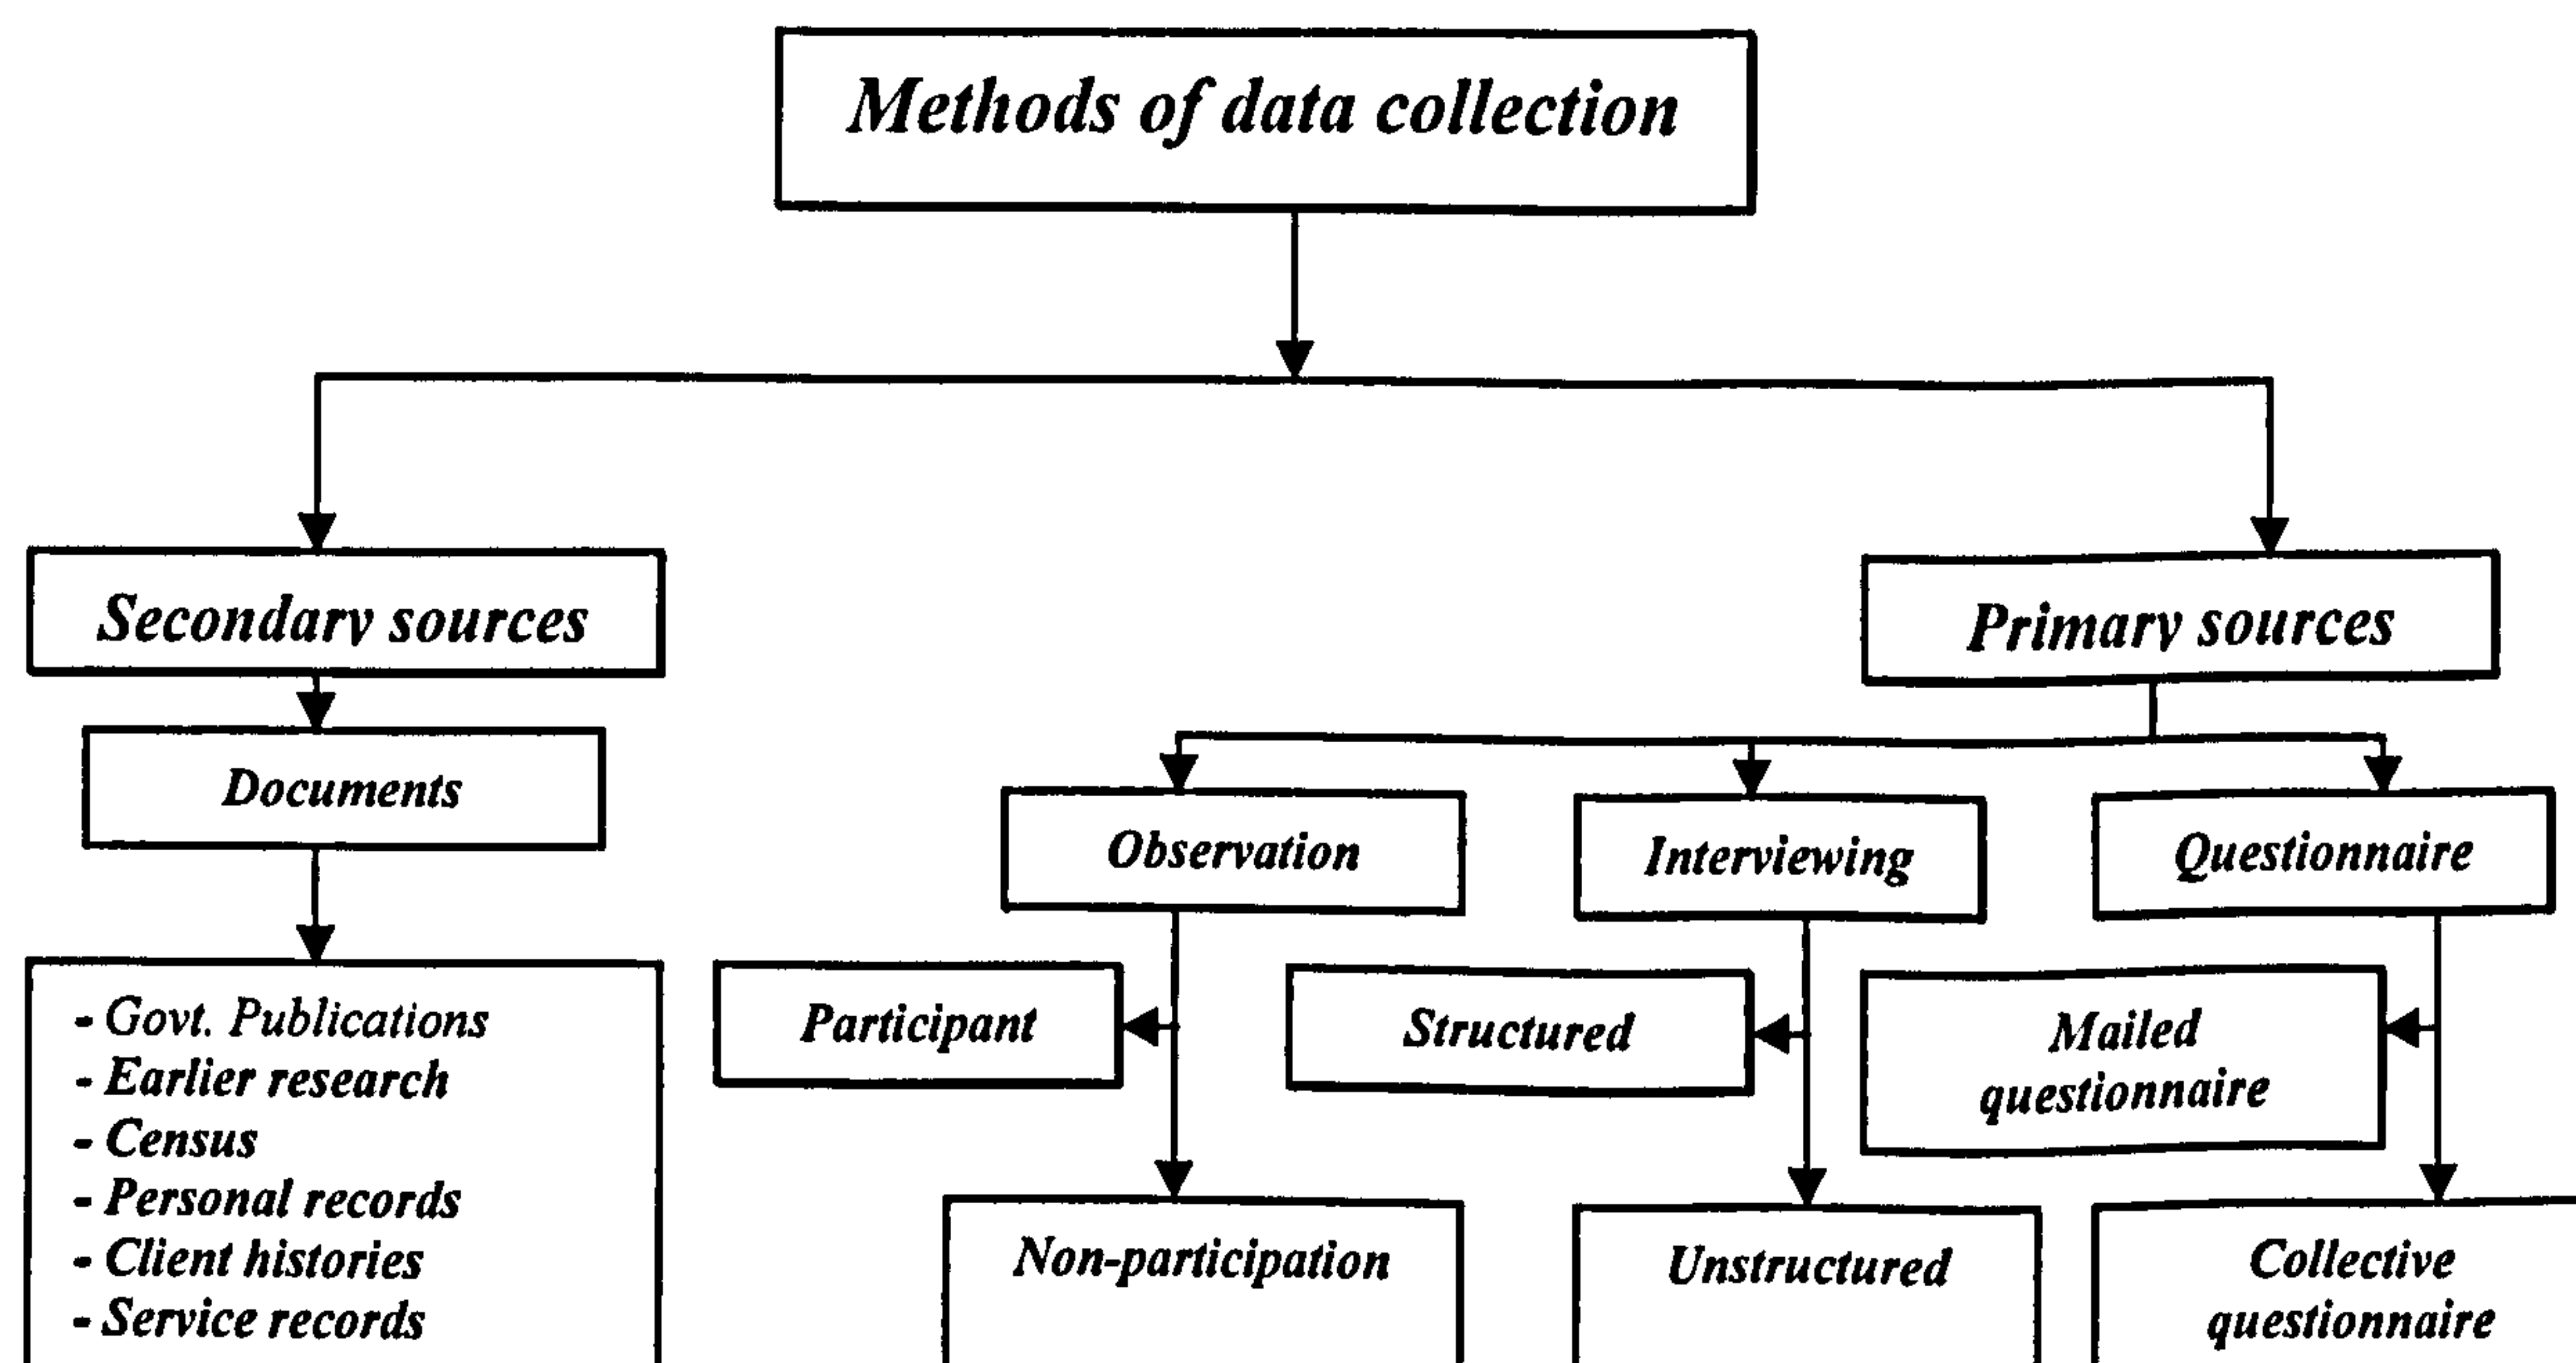 Methods of data collection
Secondary sources
Primary sources
Documents
Observation
Interviewing
Questionnaire
- Govt. Publications
- Earlier research
- Census
- Personal records
- Client histories
- Service records
Participant
Structured
Mailed
questionnaire
Non-participation
Unstructured
Collective
questionnaire